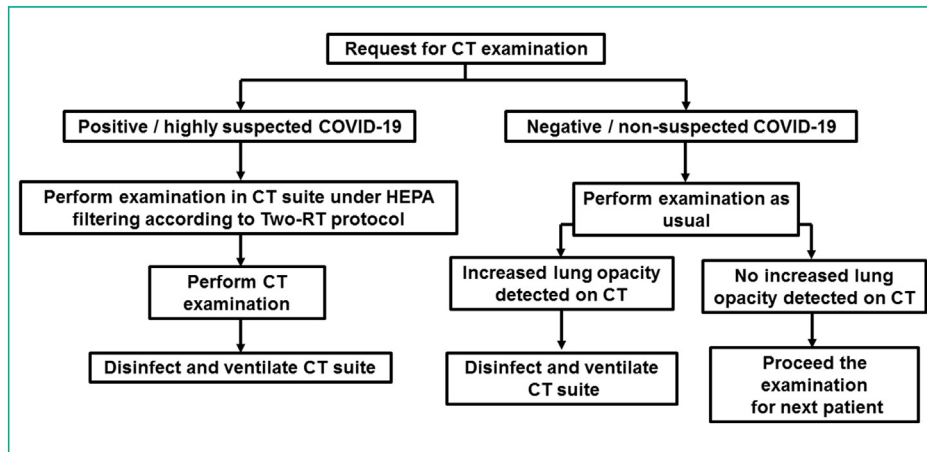 Request for CT examination
Positive / highly suspected COVID-19
Negative / non-suspected COVID-19
Perform examination in CT suite under HEPA
filtering according to Two-RT protocol
Perform examination as
usual
Perform CT
examination
Increased lung opacity
detected on CT
No increased lung
opacity detected on CT
Disinfect and ventilate CT suite
Disinfect and ventilate
CT suite
Proceed the
examination
for next patient